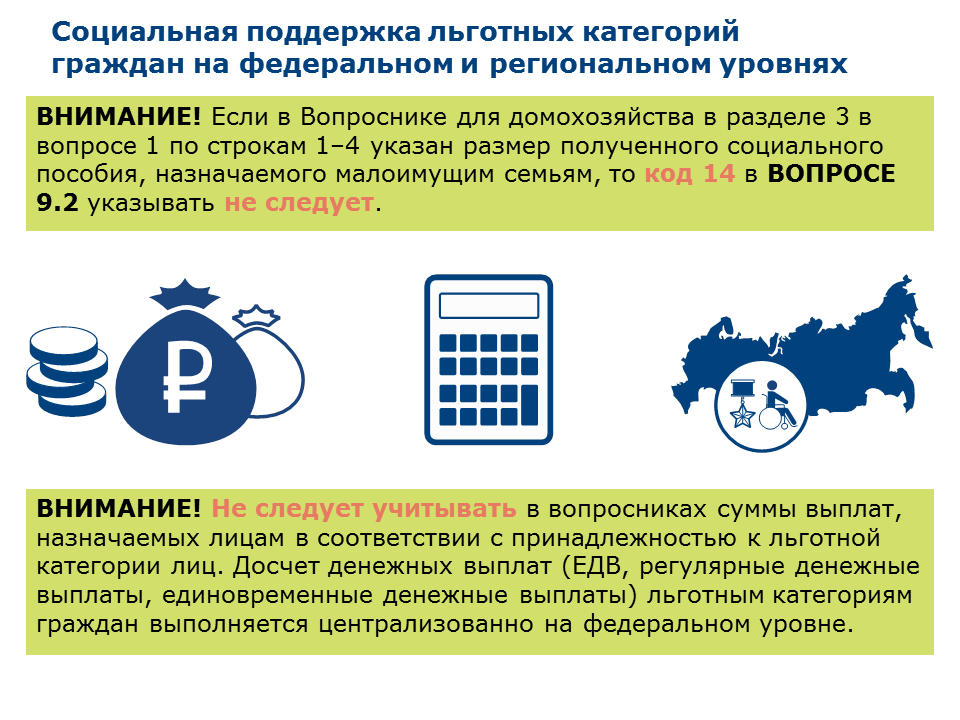 Социальная поддержка льготных категорий
граждан на федеральном и региональном уровнях
ВНИМАНИЕ! Если в Вопроснике для домохозяйства в разделе 3 в
вопросе 1 по строкам 1–4 указан размер полученного социального
пособия, назначаемого малоимущим семьям, то код 14 в ВОПРОСЕ
9.2 указывать не следует.
₽
ВНИМАНИЕ! Не следует учитывать в вопросниках суммы выплат,
назначаемых лицам в соответствии с принадлежностью к льготной
категории лиц. Досчет денежных выплат (ЕДВ, регулярные денежные
выплаты, единовременные денежные выплаты) льготным категориям
граждан выполняется централизованно на федеральном уровне.